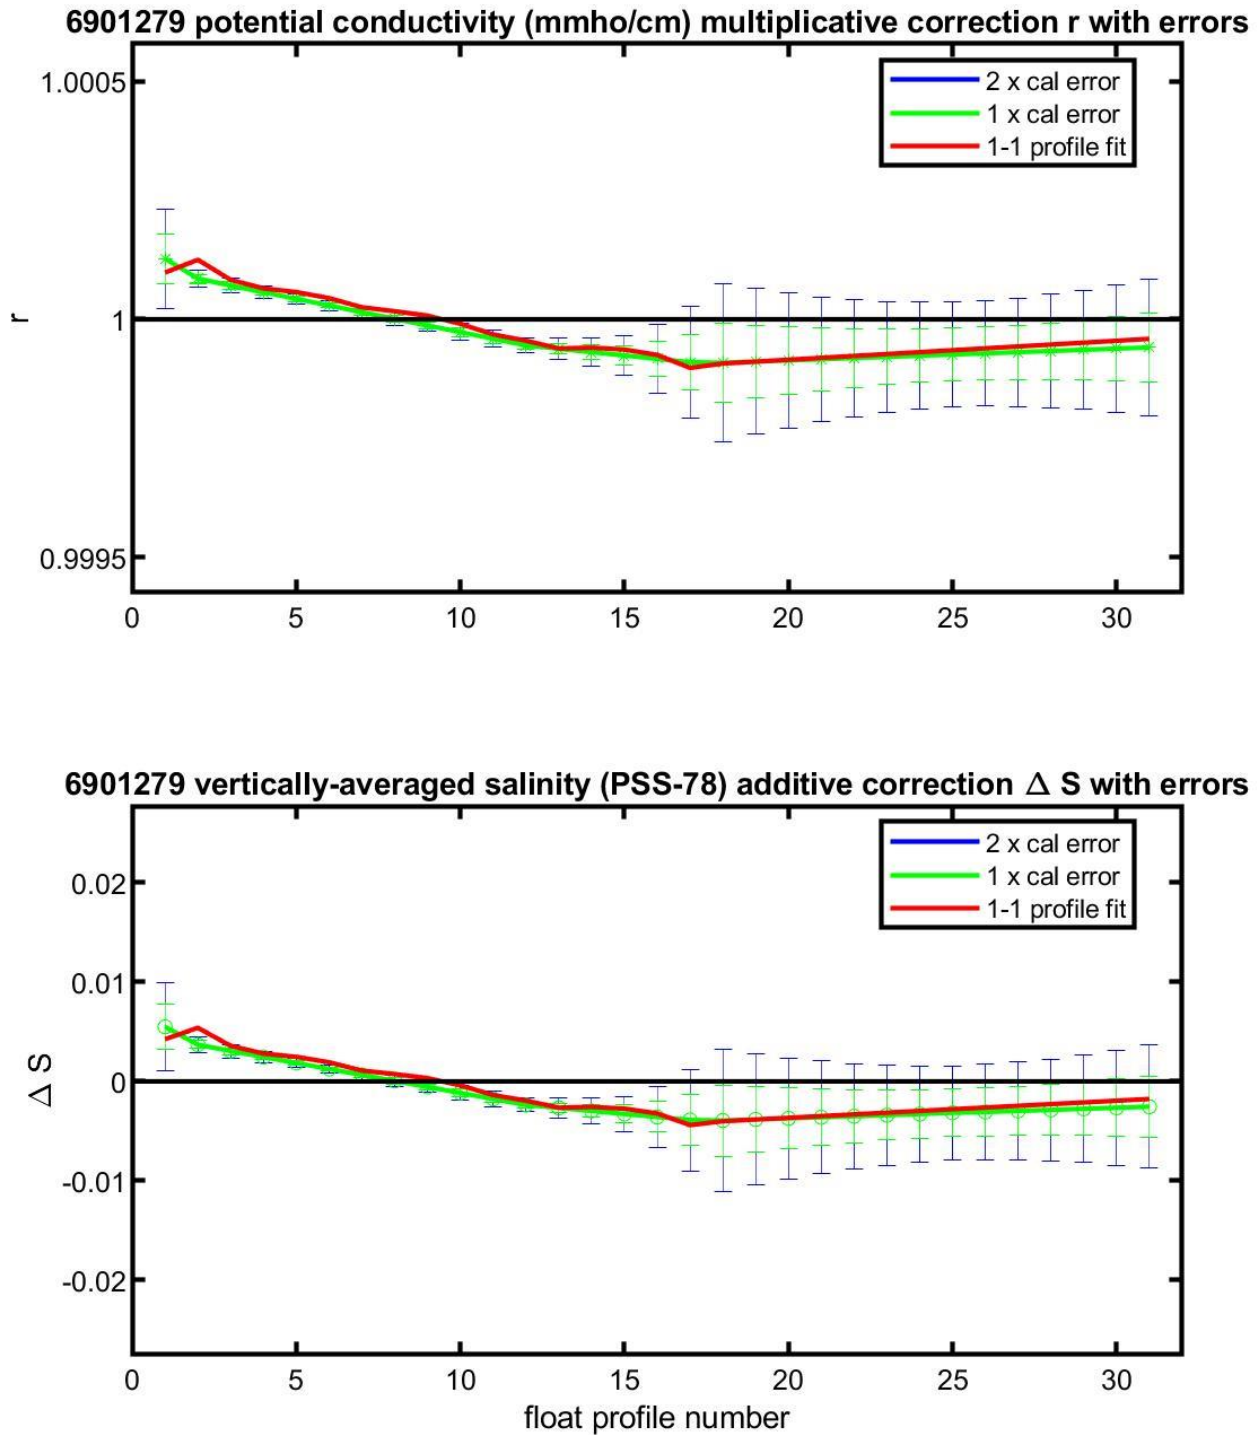 6901279 potential conductivity (mmho/cm) multiplicative correction r with errors
1.0005
1
0.9995
r
2 x cal error
1 x cal error
1-1 profile fit
0 5 10 15 20 25 30
6901279 vertically-averaged salinity (PSS-78) additive correction Δ S with errors
0.02
0.01
0
-0.01
-0.02
Δ S
2 x cal error
1 x cal error
1-1 profile fit
0 5 10 15 20 25 30
float profile number